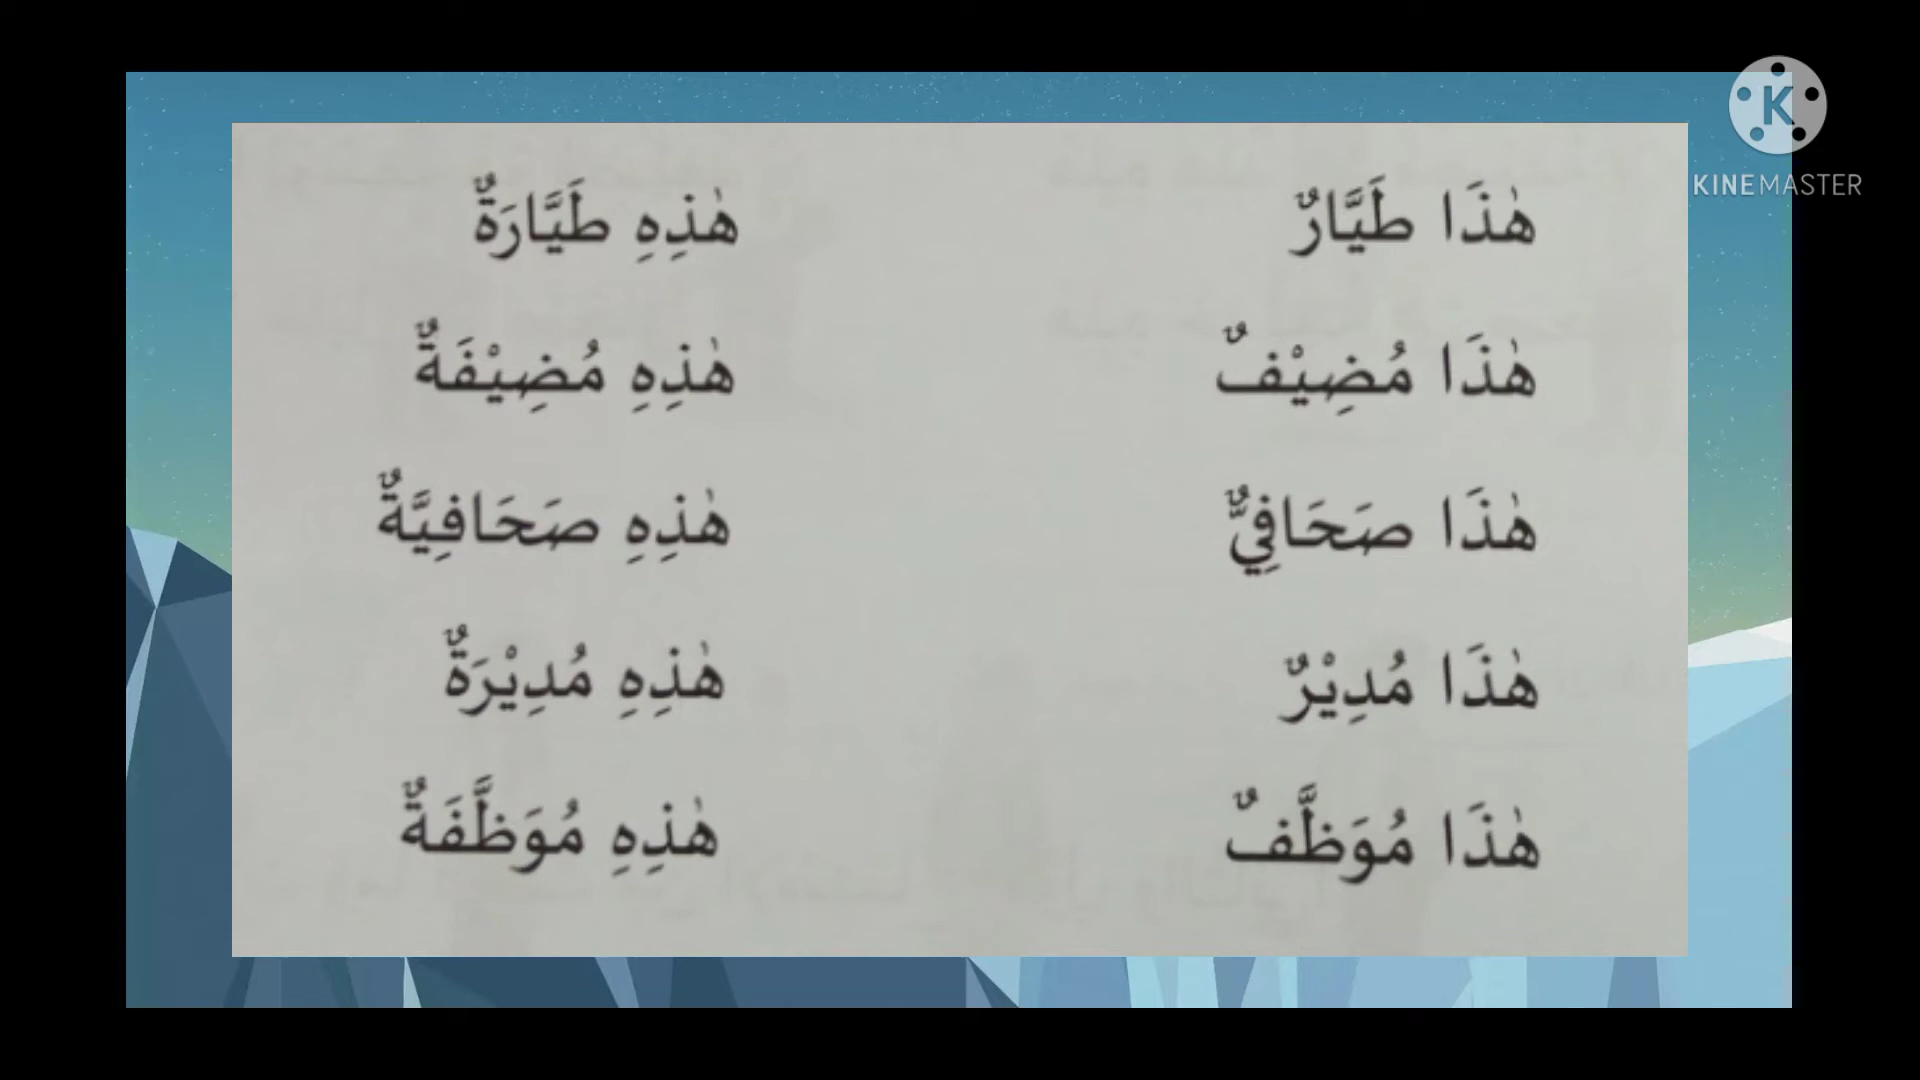 هٰذَا طَيَّارٌ هٰذِهِ طَيَّارَةٌ
هٰذَا مُضِيْفٌ هٰذِهِ مُضِيْفَةٌ
هٰذَا صَحَافِيٌّ هٰذِهِ صَحَافِيَّةٌ
هٰذَا مُدِيْرٌ هٰذِهِ مُدِيْرَةٌ
هٰذَا مُوَظَّفٌ هٰذِهِ مُوَظَّفَةٌ
K
KINEMASTER